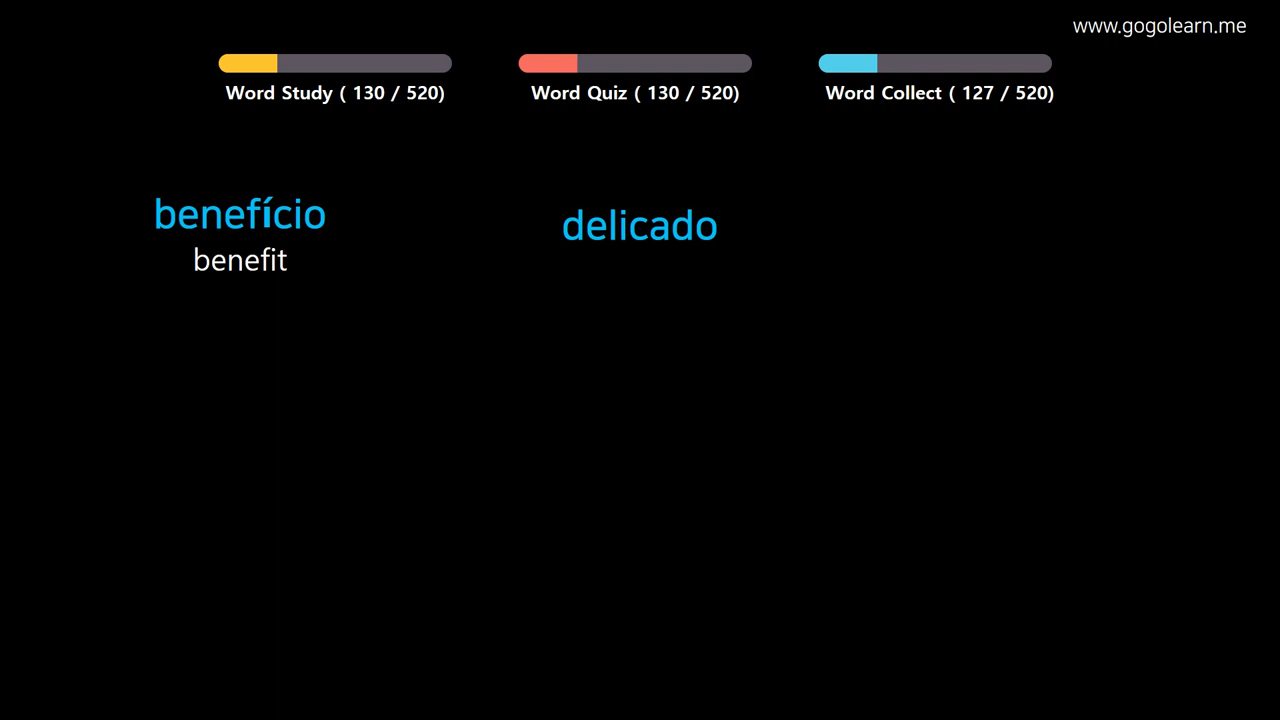 www.gogolearn.me
Word Study ( 130 / 520)
Word Quiz ( 130 / 520)
Word Collect ( 127 / 520)
benefício
benefit
delicado